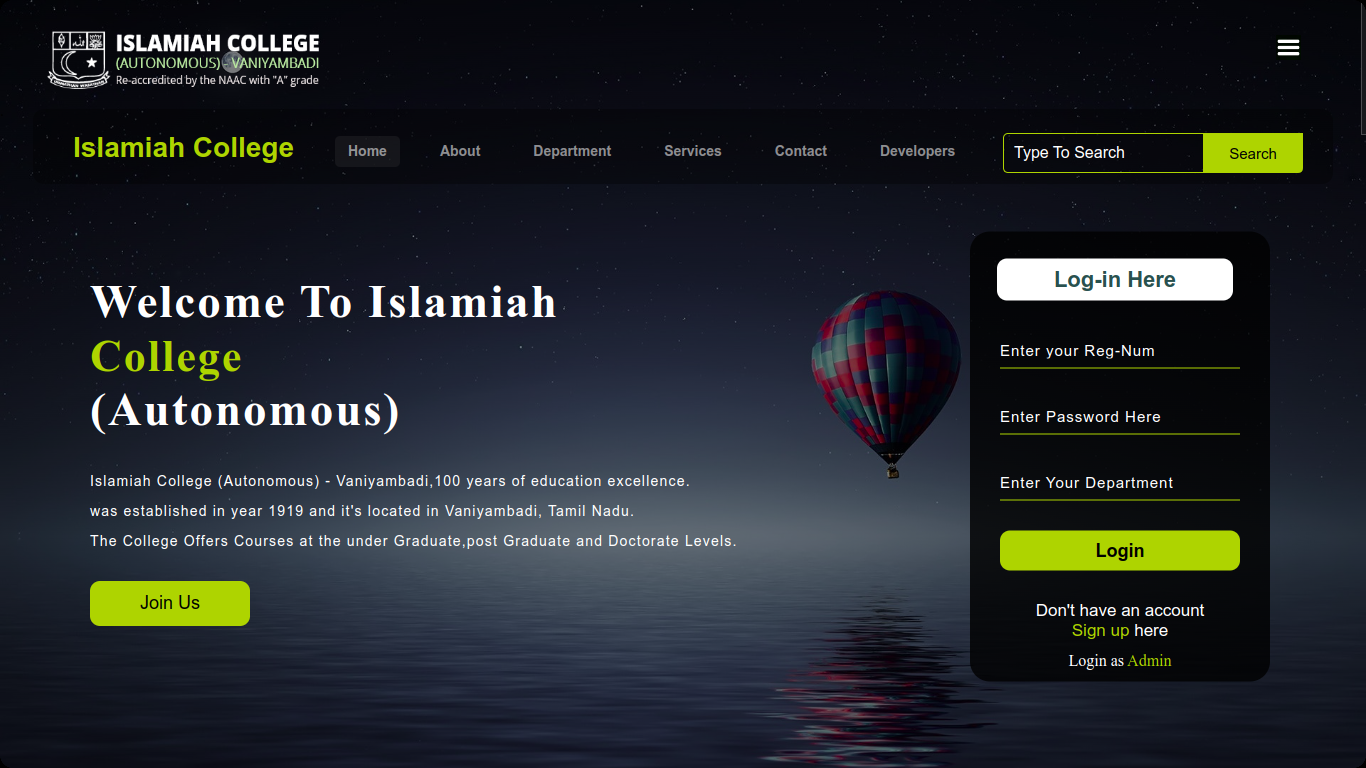 ISLAMIAH COLLEGE
(AUTONOMOUS) - VANIYAMBADI
Re-accredited by the NAAC with "A" grade
Islamiah College
Home
About
Department
Services
Contact
Developers
Type To Search
Search
Welcome To Islamiah
College
(Autonomous)
Islamiah College (Autonomous) - Vaniyambadi,100 years of education excellence.
was established in year 1919 and it's located in Vaniyambadi, Tamil Nadu.
The College Offers Courses at the under Graduate,post Graduate and Doctorate Levels.
Join Us
Log-in Here
Enter your Reg-Num
Enter Password Here
Enter Your Department
Login
Don't have an account
Sign up here
Login as Admin